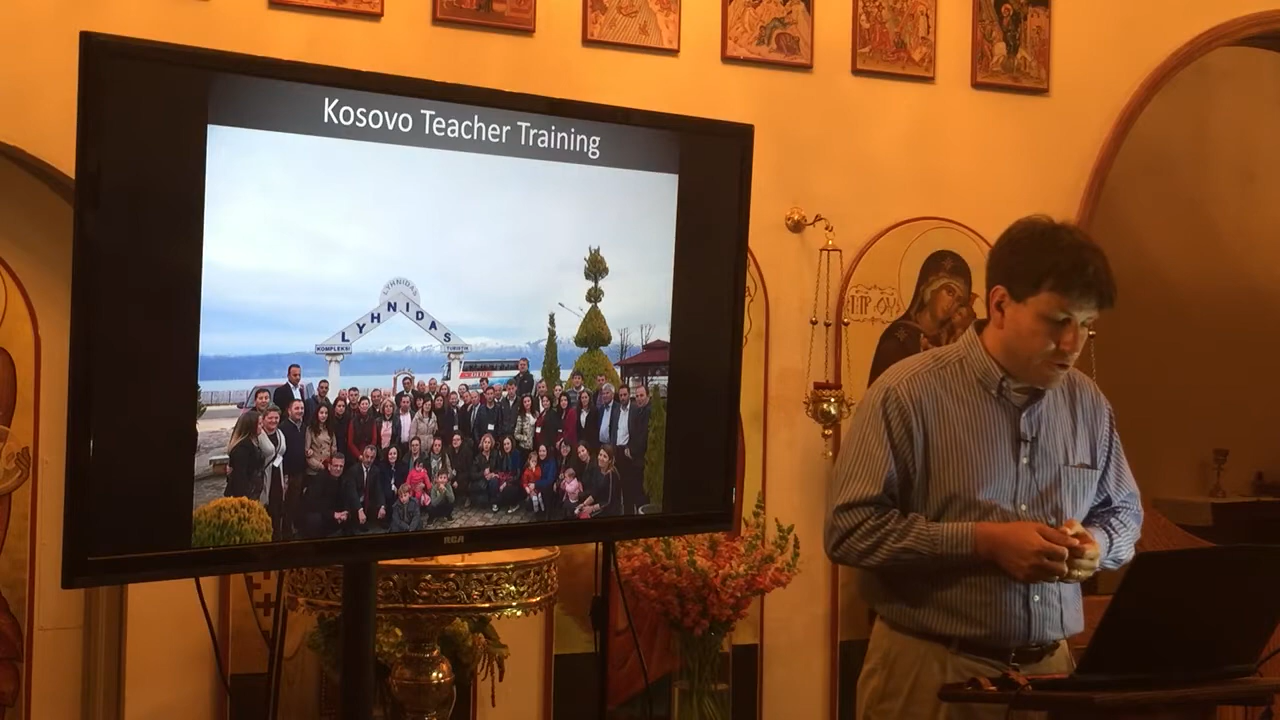 Kosovo Teacher Training
LYHNIDAS
LYHNIDAS
KOMPLEKSI
TURISTIK
RCA